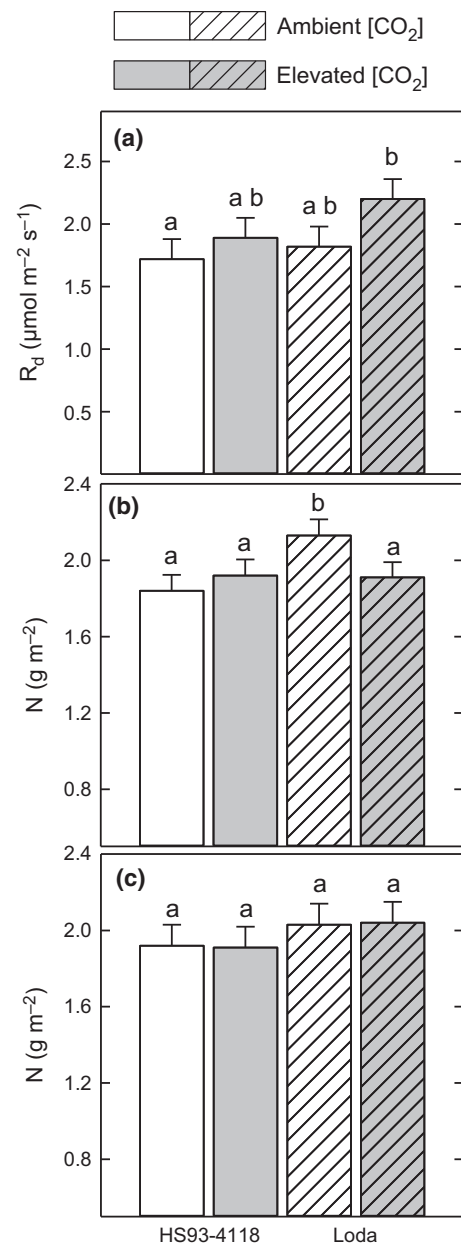 Ambient [CO₂]
Elevated [CO₂]
(a)
R_d (μmol m⁻² s⁻¹)
2.5
2.0
1.5
1.0
0.5
a
a b
a b
b
(b)
N (g m⁻²)
2.4
2.0
1.6
1.2
0.8
a
a
b
a
(c)
N (g m⁻²)
2.4
2.0
1.6
1.2
0.8
a
a
a
a
HS93-4118 Loda